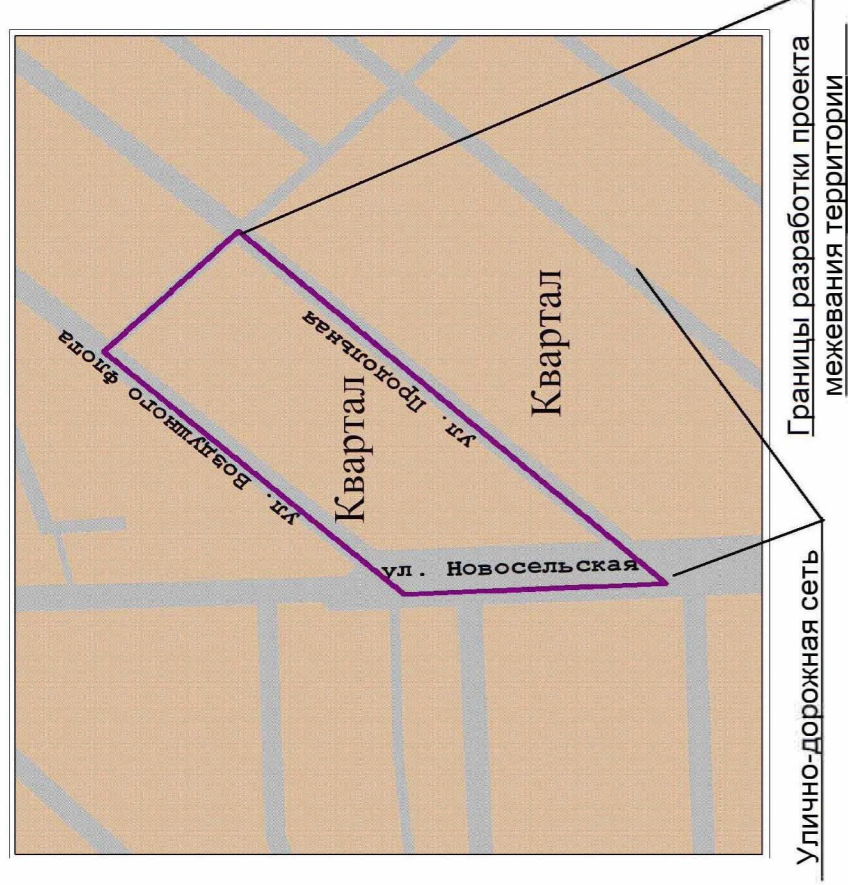 ул. Воздушного Флота
ул. Продольная
Квартал
Квартал
ул. Новосельская
Границы разработки проекта
межевания территории
Улично-дорожная сеть